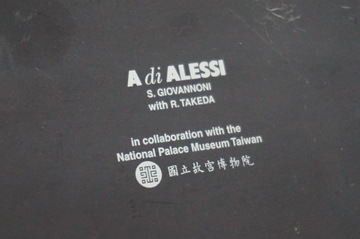 A di ALESSI
S. GIOVANNONI
with R. TAKEDA
in collaboration with the
National Palace Museum Taiwan
國立故宮博物院